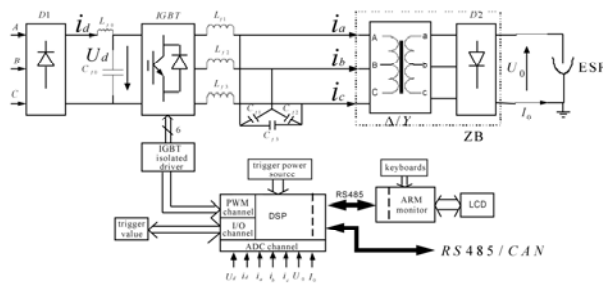 A D1 i_d L_f0 IGBT L_f1 i_a A a D2
B U_d C_f0 L_f2 i_b B b U_0 ESP
C L_f3 i_c C c I_0
C_f1 C_f2
C_f3
Δ/Y
ZB
6
IGBT
isolated
driver
trigger power
source
keyboards
trigger
value
PWM
channel
I/O
channel
DSP
RS485
ARM
monitor
LCD
ADC channel
RS485/CAN
U_d i_d i_a i_b i_c U_0 I_0